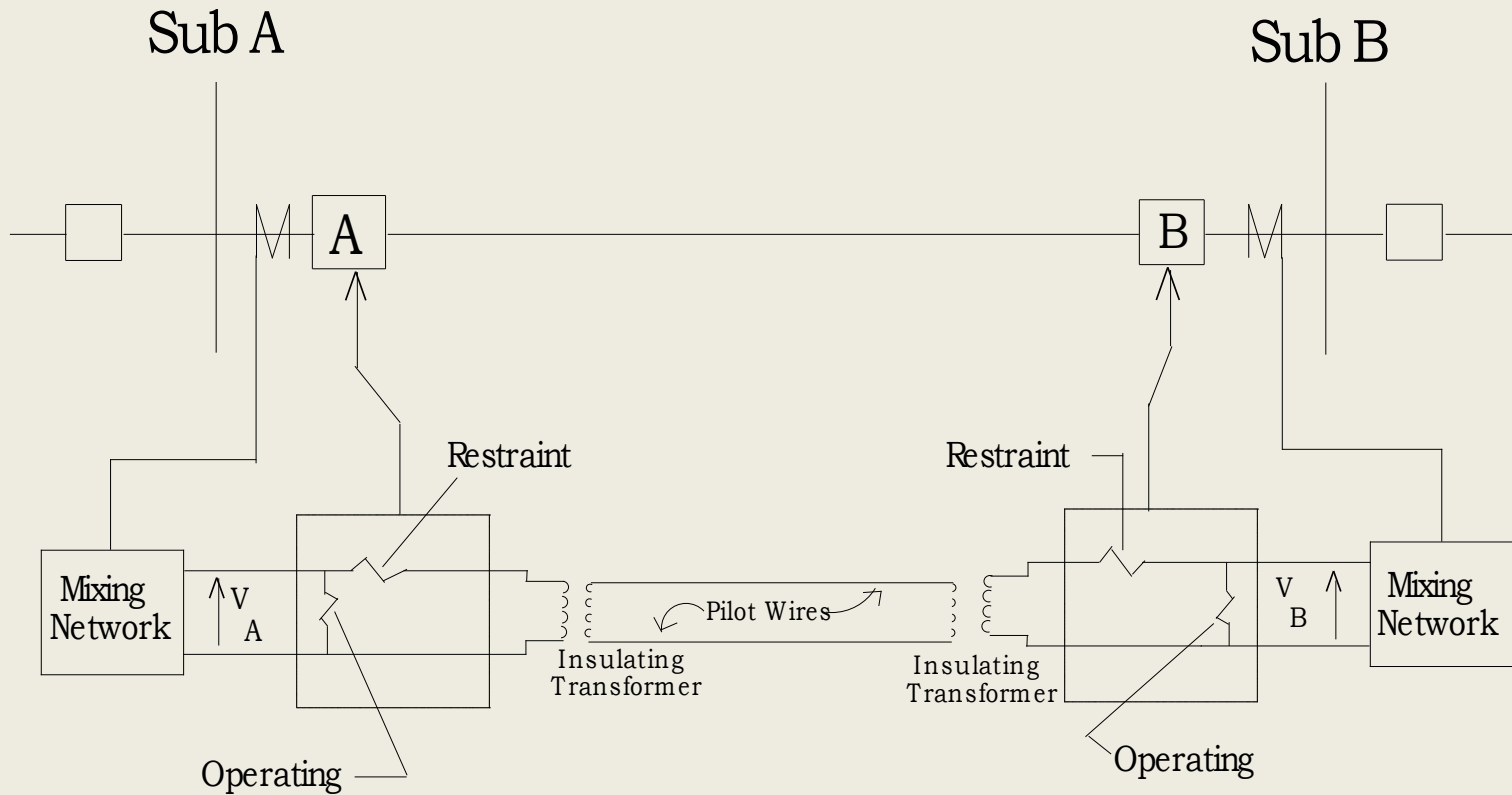 Sub A
Sub B
A
B
Restraint
Restraint
Mixing
Network
V
A
Pilot Wires
V
B
Mixing
Network
Insulating
Transformer
Insulating
Transformer
Operating
Operating